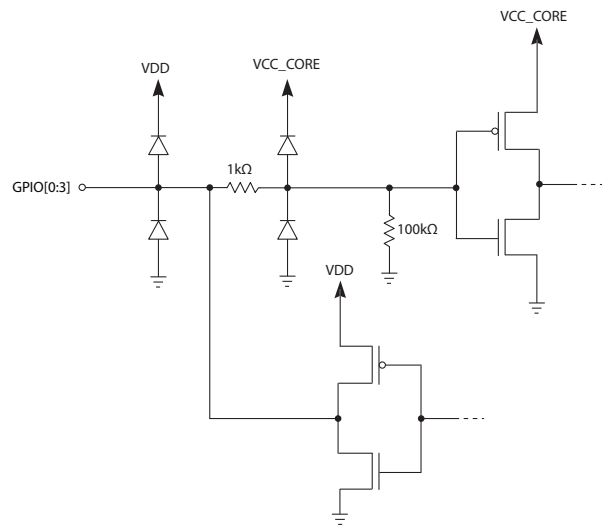 VCC_CORE
VDD
VCC_CORE
1kΩ
GPIO[0:3]
100kΩ
VDD